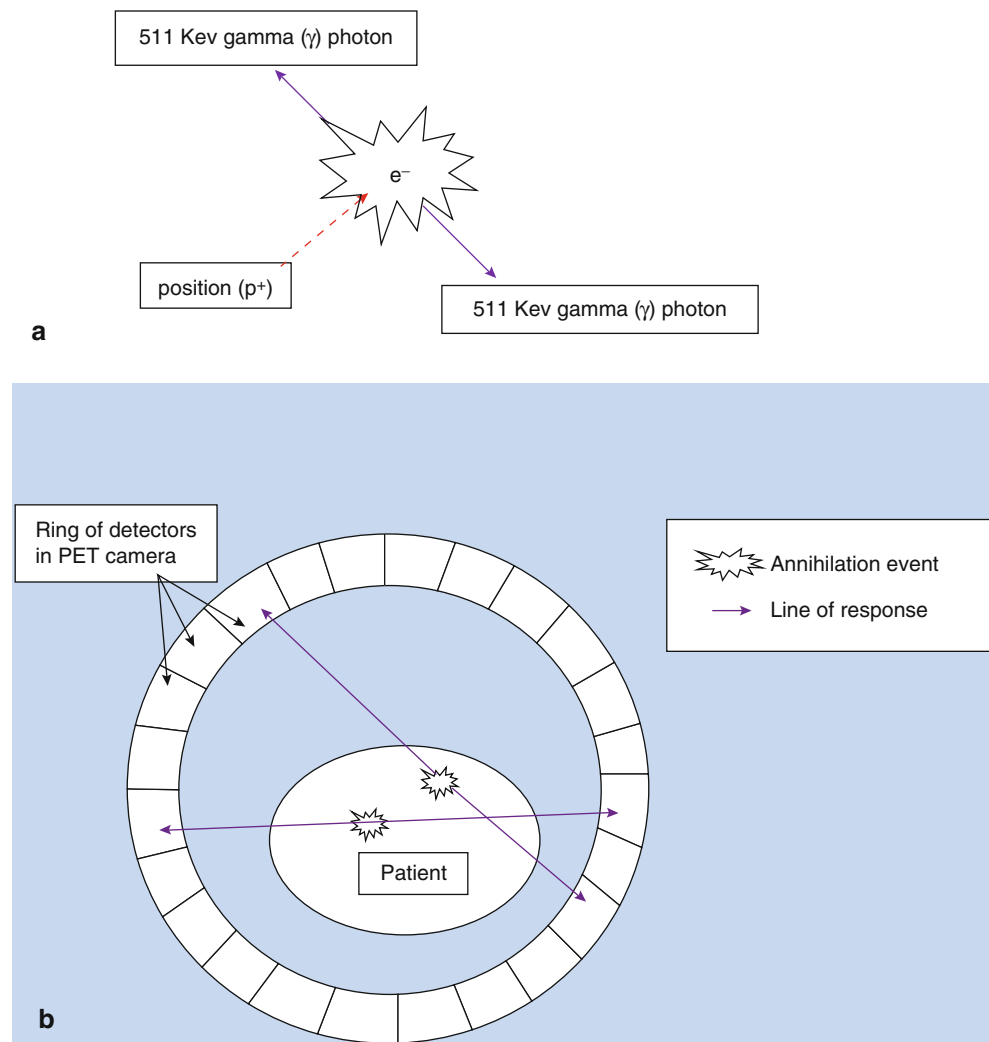 511 Kev gamma (γ) photon
e⁻
position (p⁺)
511 Kev gamma (γ) photon
a
Ring of detectors
in PET camera
Annihilation event
Line of response
Patient
b